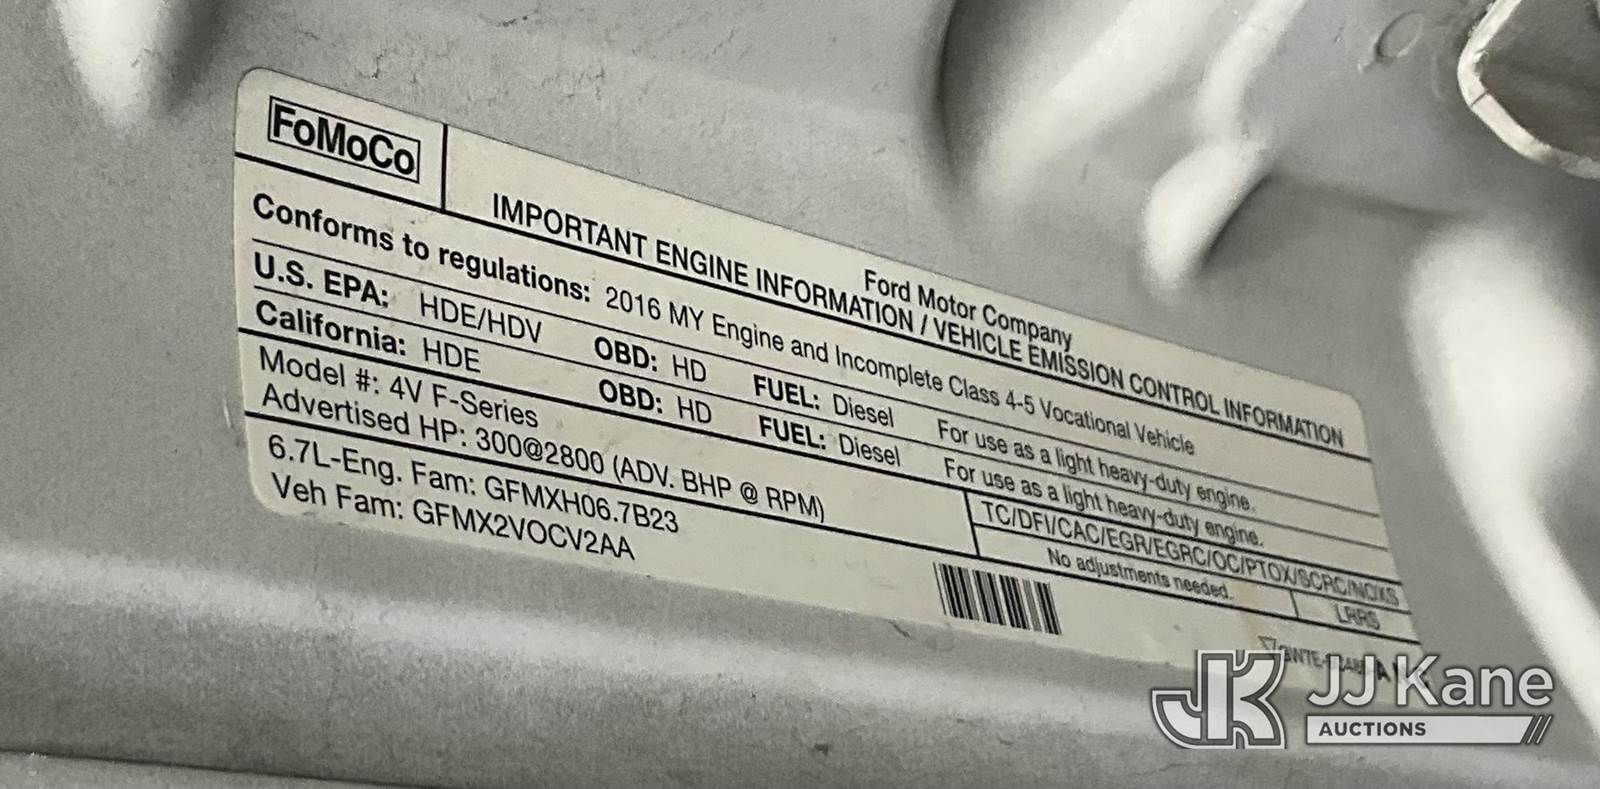 FoMoCo
Ford Motor Company
IMPORTANT ENGINE INFORMATION / VEHICLE EMISSION CONTROL INFORMATION
Conforms to regulations: 2016 MY Engine and Incomplete Class 4-5 Vocational Vehicle
U.S. EPA: HDE/HDV OBD: HD FUEL: Diesel For use as a light heavy-duty engine.
California: HDE OBD: HD FUEL: Diesel For use as a light heavy-duty engine.
Model #: 4V F-Series
Advertised HP: 300@2800 (ADV. BHP @ RPM)
TC/DFI/CAC/EGR/EGRC/OC/PTOX/SCRC/NOXS
No adjustments needed. LRRS
6.7L-Eng. Fam: GFMXH06.7B23
Veh Fam: GFMX2VOCV2AA
JK JJ Kane
AUCTIONS